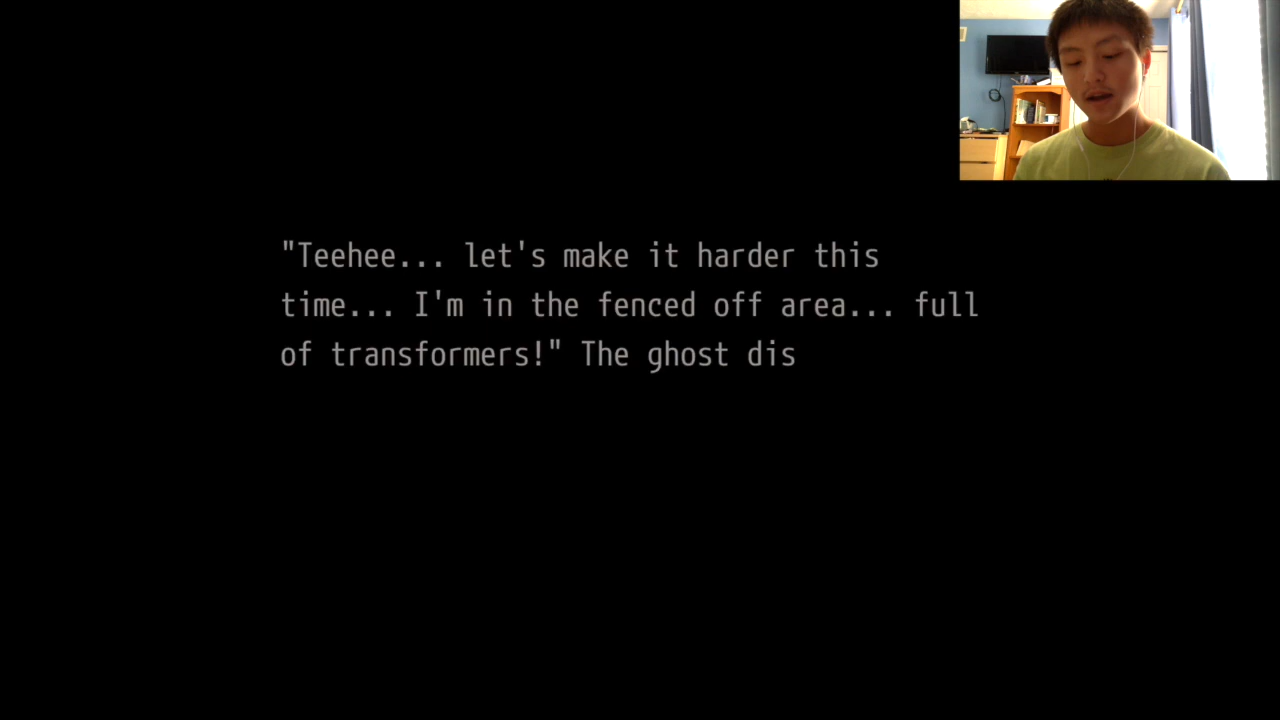 "Teehee... let's make it harder this
time... I'm in the fenced off area... full
of transformers!" The ghost dis